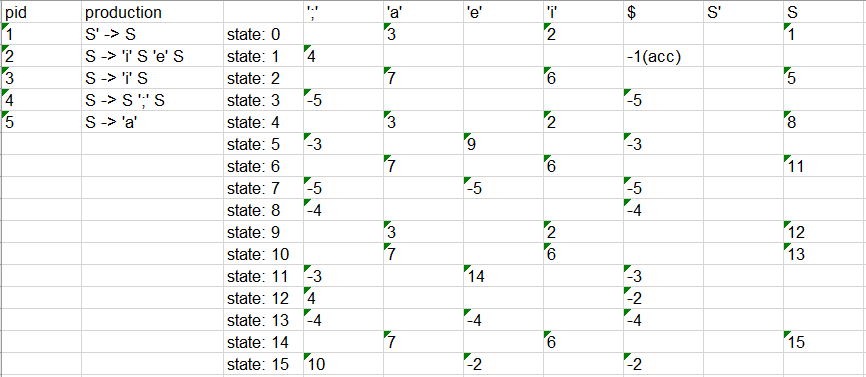 pid production ';' 'a' 'e' 'i' $ S' S
1 S' -> S state: 0 3 2 1
2 S -> 'i' S 'e' S state: 1 4 -1(acc)
3 S -> 'i' S state: 2 7 6 5
4 S -> S ';' S state: 3 -5 -5
5 S -> 'a' state: 4 3 2 8
state: 5 -3 9 -3
state: 6 7 6 11
state: 7 -5 -5 -5
state: 8 -4 -4
state: 9 3 2 12
state: 10 7 6 13
state: 11 -3 14 -3
state: 12 4 -2
state: 13 -4 -4 -4
state: 14 7 6 15
state: 15 10 -2 -2